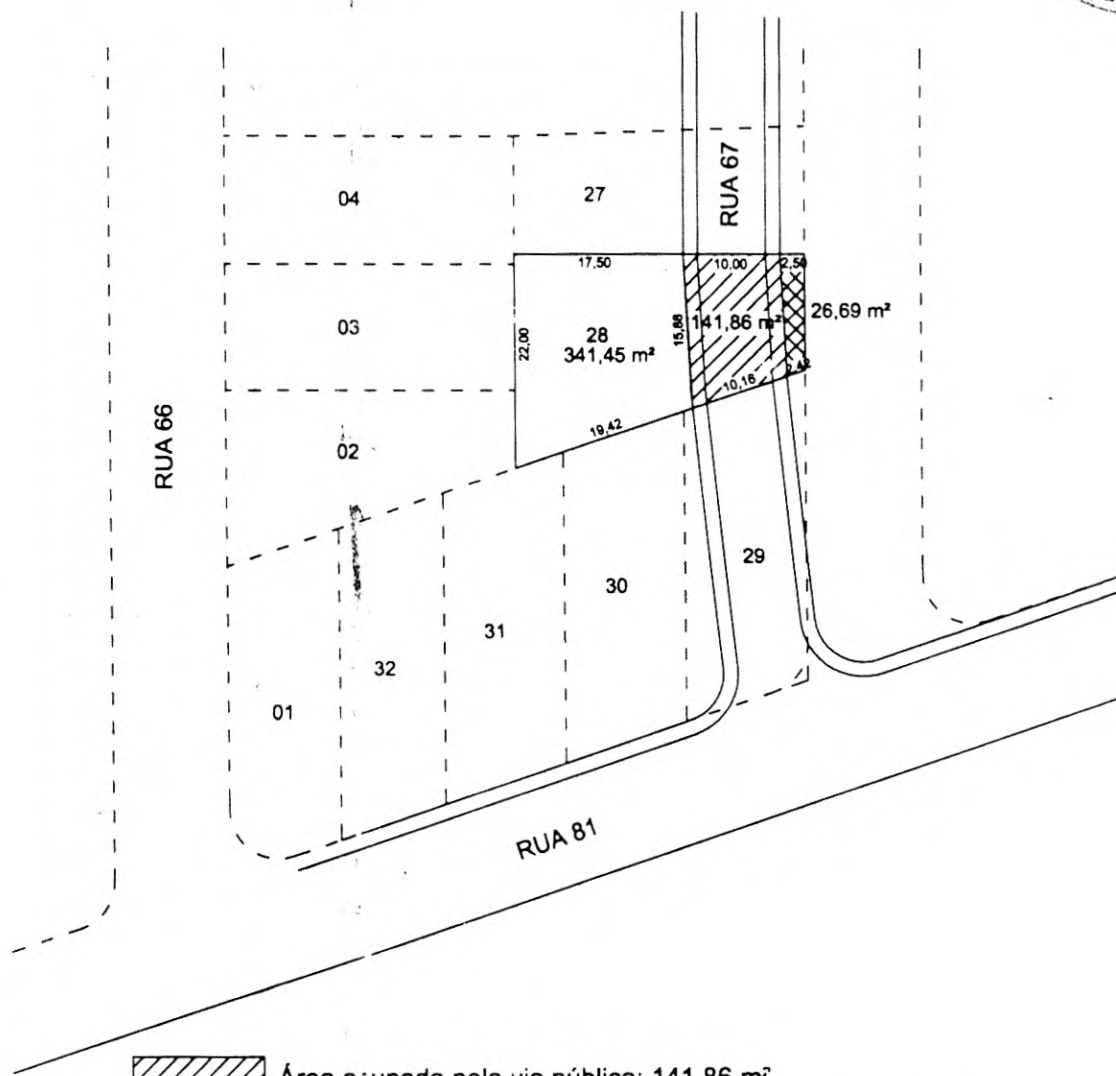 RUA 67
04
27
17,50
10,00
2,50
03
22,00
28
341,45 m²
15,88
141,86 m²
26,69 m²
10,16
2,42
RUA 66
02
19,42
29
30
31
32
01
RUA 81
Área ocupada pela via pública: 141,86 m²